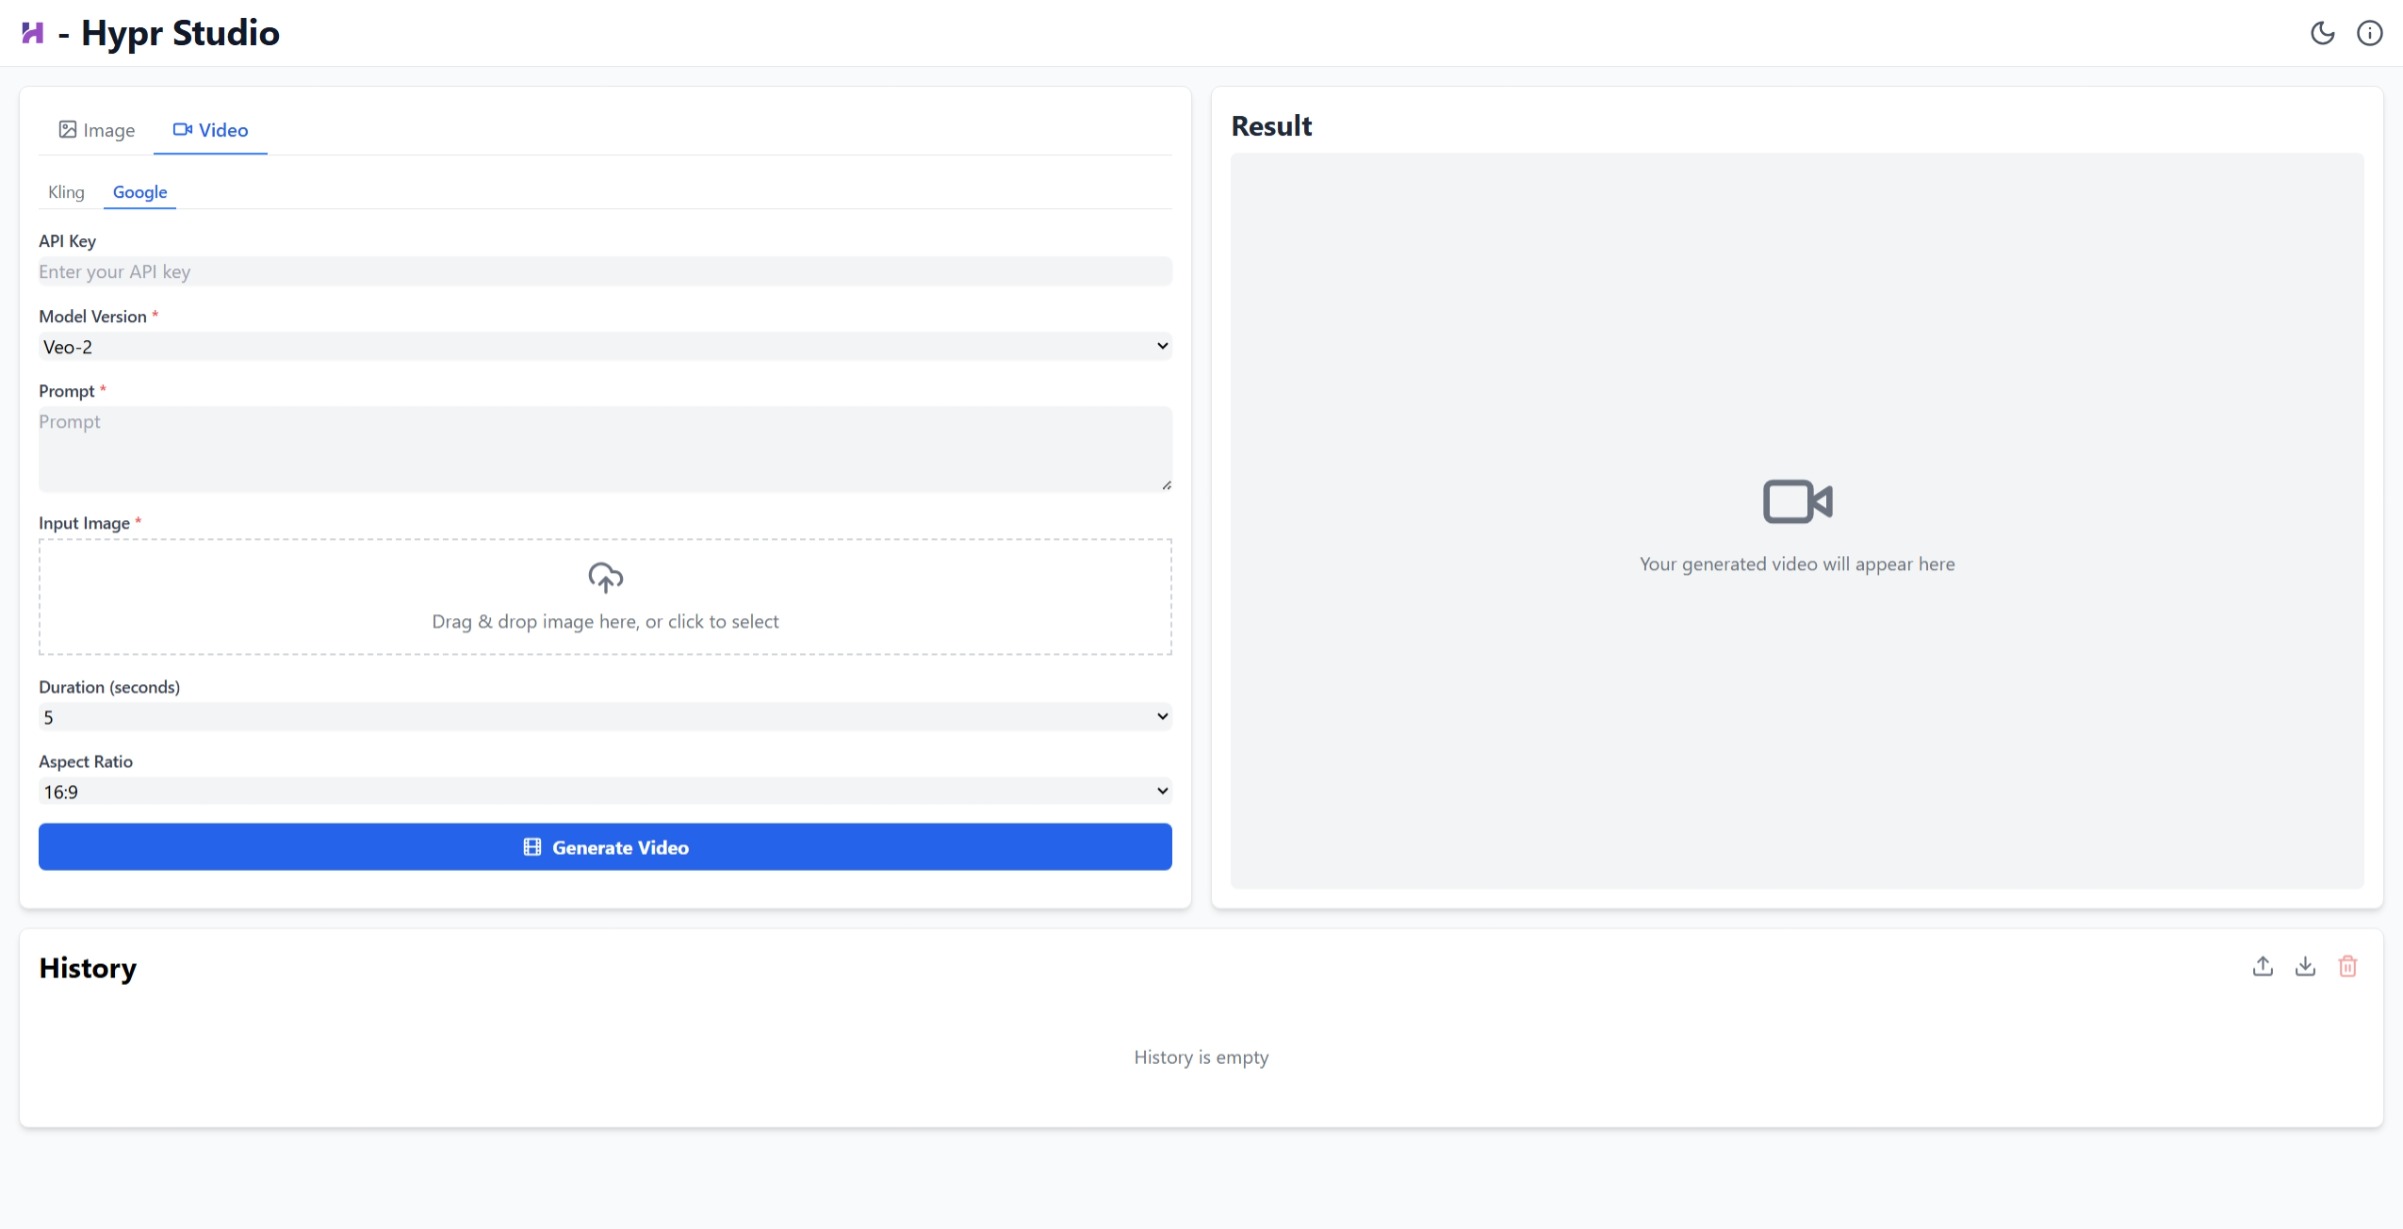 - Hypr Studio
Image
Video
Kling
Google
API Key
Enter your API key
Model Version *
Veo-2
Prompt *
Prompt
Input Image *
Drag & drop image here, or click to select
Duration (seconds)
5
Aspect Ratio
16:9
Generate Video
Result
Your generated video will appear here
History
History is empty